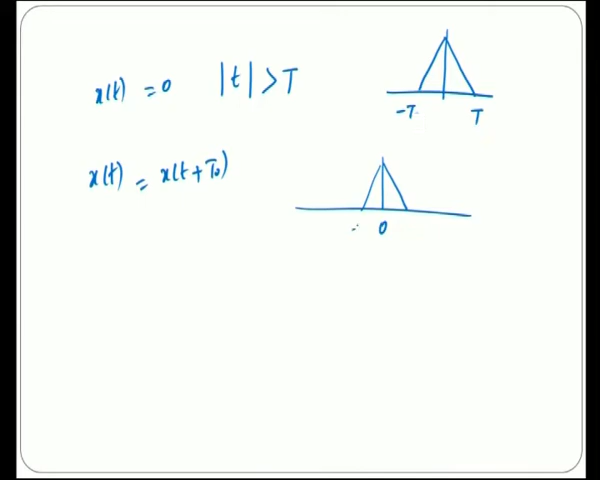 x(t) = 0 |t| > T
-T T
x(t) = x(t + T₀)
0